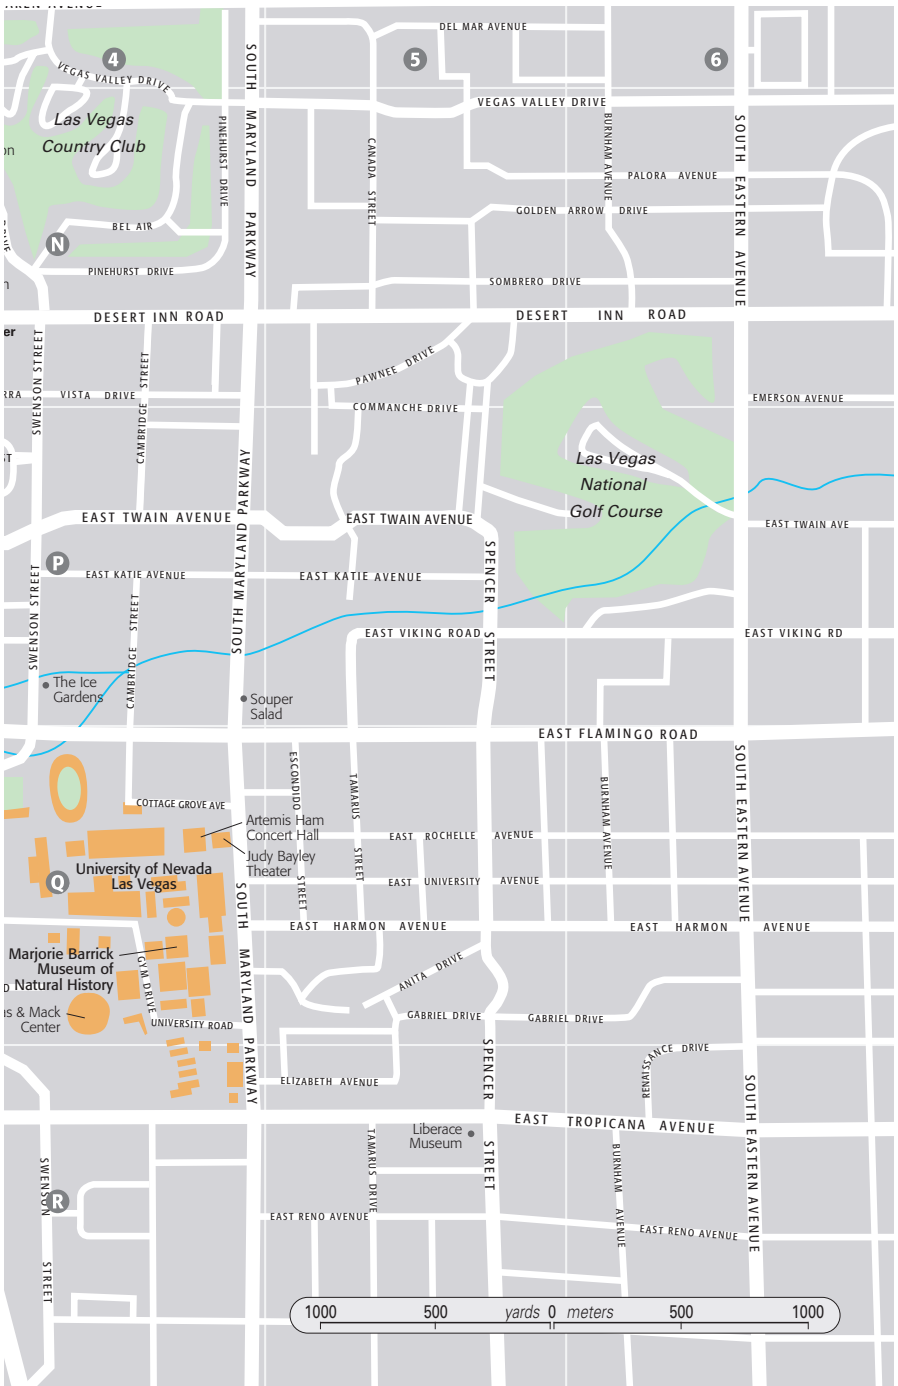 DEL MAR AVENUE
4
5
6
VEGAS VALLEY DRIVE
VEGAS VALLEY DRIVE
SOUTH MARYLAND PARKWAY
Las Vegas
Country Club
PINEHURST DRIVE
CANADA STREET
BURNHAM AVENUE
SOUTH EASTERN AVENUE
PALORA AVENUE
GOLDEN ARROW DRIVE
BEL AIR
N
PINEHURST DRIVE
SOMBRERO DRIVE
DESERT INN ROAD
DESERT INN ROAD
er
SWENSON STREET
CAMBRIDGE STREET
PAWNEE DRIVE
RRA VISTA DRIVE
COMMANCHE DRIVE
EMERSON AVENUE
ST
SOUTH MARYLAND PARKWAY
Las Vegas
National
Golf Course
EAST TWAIN AVENUE
EAST TWAIN AVENUE
EAST TWAIN AVE
P
EAST KATIE AVENUE
EAST KATIE AVENUE
SWENSON STREET
CAMBRIDGE STREET
SPENCER STREET
EAST VIKING ROAD
EAST VIKING RD
The Ice
Gardens
Souper
Salad
EAST FLAMINGO ROAD
ESCONDIDO STREET
TAMARUS STREET
BURNHAM AVENUE
SOUTH EASTERN AVENUE
COTTAGE GROVE AVE
Artemis Ham
Concert Hall
EAST ROCHELLE AVENUE
Judy Bayley
Theater
University of Nevada
Las Vegas
Q
EAST UNIVERSITY AVENUE
SOUTH MARYLAND PARKWAY
EAST HARMON AVENUE
EAST HARMON AVENUE
Marjorie Barrick
Museum of
Natural History
GYM DRIVE
ANITA DRIVE
D
as & Mack
Center
UNIVERSITY ROAD
GABRIEL DRIVE
GABRIEL DRIVE
SPENCER STREET
RENAISSANCE DRIVE
ELIZABETH AVENUE
SOUTH EASTERN AVENUE
EAST TROPICANA AVENUE
Liberace
Museum
TAMARUS DRIVE
BURNHAM AVENUE
SWENSON STREET
R
EAST RENO AVENUE
EAST RENO AVENUE
1000 500 yards 0 meters 500 1000